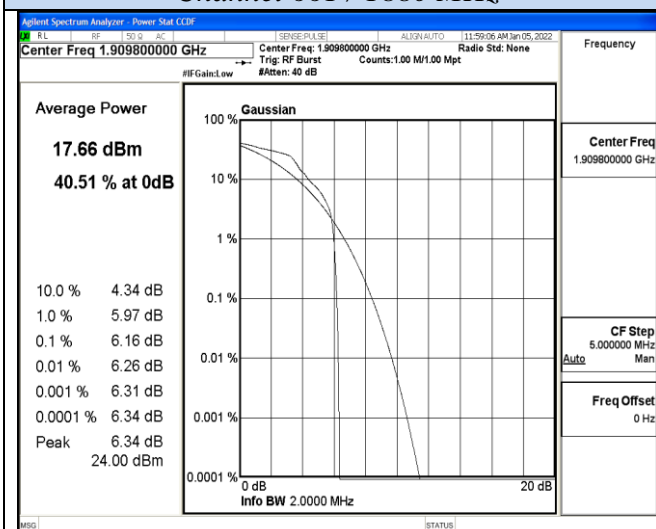 Agilent Spectrum Analyzer - Power Stat CCDF
RL RF 50 Ω AC SENSE:PULSE ALIGN AUTO 11:59:06 AM Jan 05, 2022
Center Freq 1.909800000 GHz
Center Freq: 1.909800000 GHz Radio Std: None
Trig: RF Burst Counts:1.00 M/1.00 Mpt
#IFGain:Low #Atten: 40 dB
Frequency
Average Power
17.66 dBm
40.51 % at 0dB
10.0 % 4.34 dB
1.0 % 5.97 dB
0.1 % 6.16 dB
0.01 % 6.26 dB
0.001 % 6.31 dB
0.0001 % 6.34 dB
Peak 6.34 dB
24.00 dBm
Gaussian
100 %
10 %
1 %
0.1 %
0.01 %
0.001 %
0.0001 %
0 dB 20 dB
Info BW 2.0000 MHz
Center Freq
1.909800000 GHz
CF Step
5.000000 MHz
Auto Man
Freq Offset
0 Hz
MSG STATUS